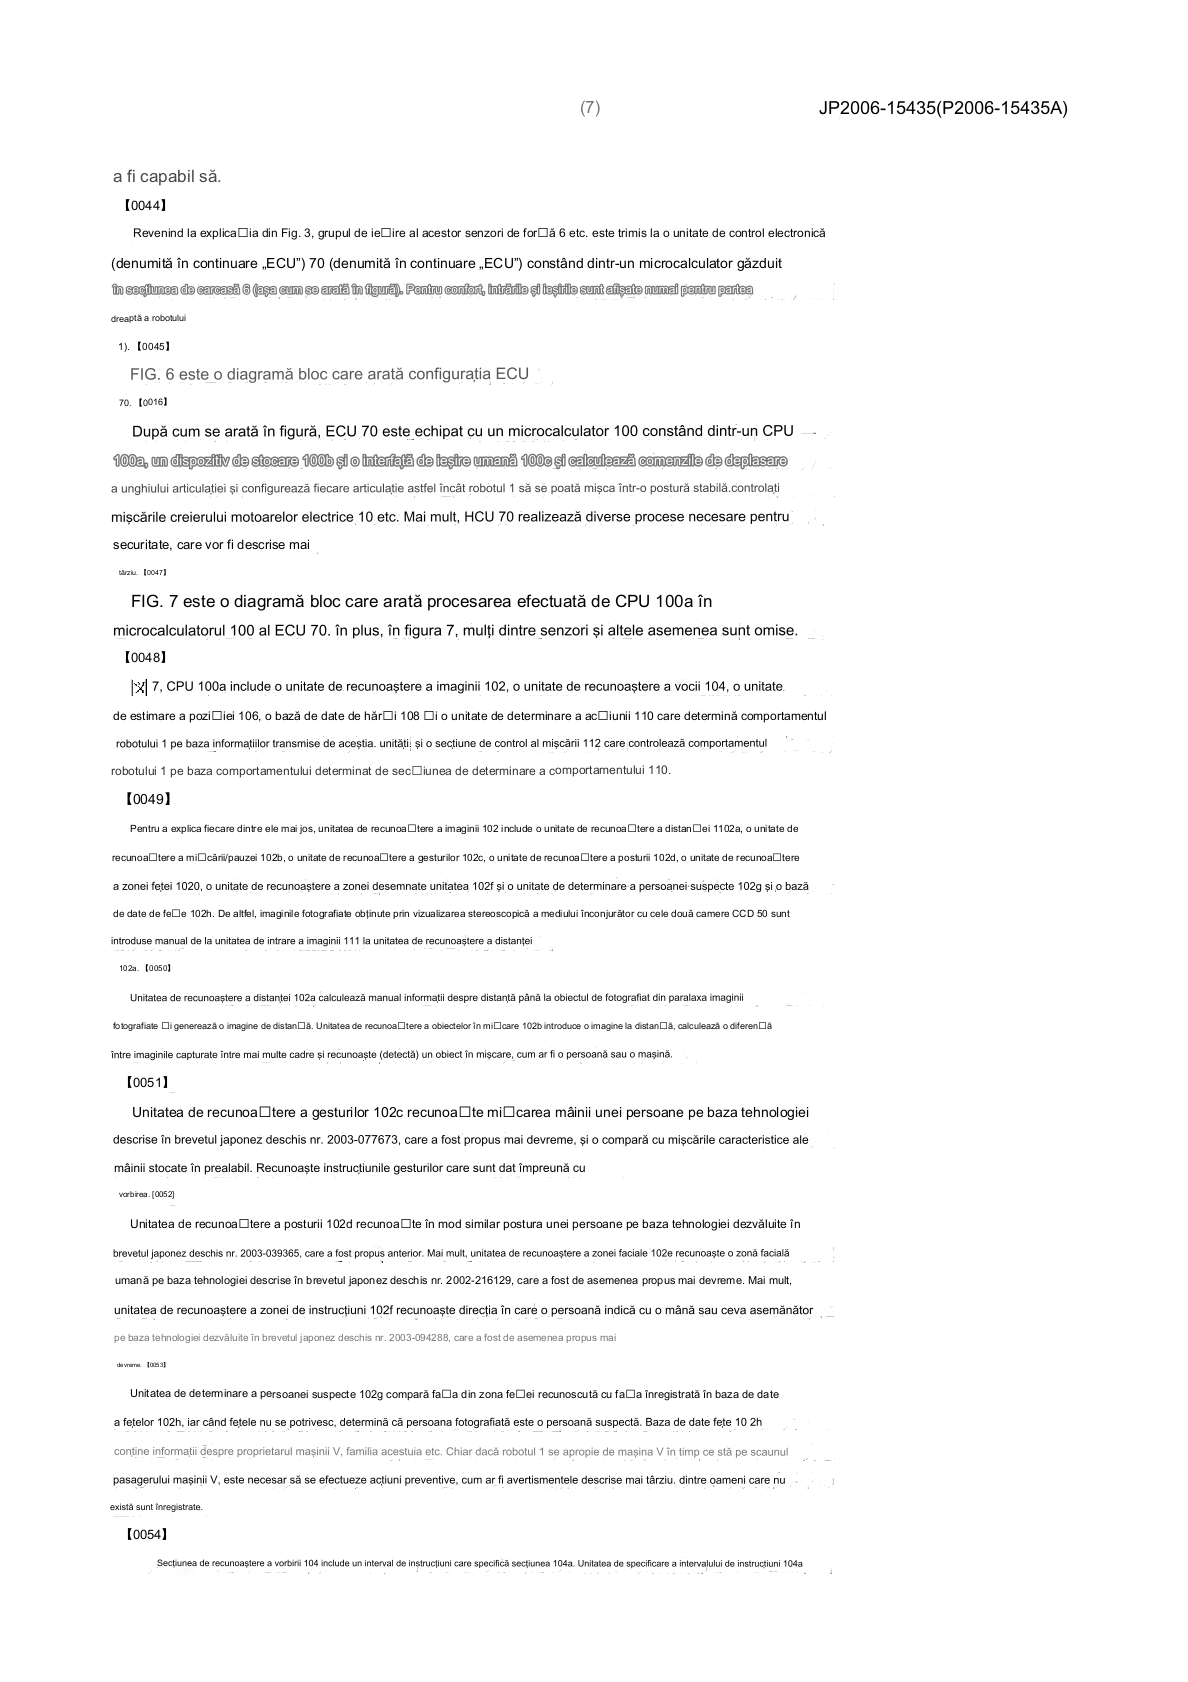 (7)
JP2006-15435(P2006-15435A)
a fi capabil să.
【0044】
Revenind la explica□ia din Fig. 3, grupul de ie□ire al acestor senzori de for□ă 6 etc. este trimis la o unitate de control electronică
(denumită în continuare „ECU”) 70 (denumită în continuare „ECU”) constând dintr-un microcalculator găzduit
în secțiunea de carcasă 6 (așa cum se arată în figură). Pentru confort, intrările și ieșirile sunt afișate numai pentru partea
dreaptă a robotului
1). 【0045】
FIG. 6 este o diagramă bloc care arată configurația ECU
70. 【0016】
După cum se arată în figură, ECU 70 este echipat cu un microcalculator 100 constând dintr-un CPU
100a, un dispozitiv de stocare 100b și o interfață de ieșire umană 100c și calculează comenzile de deplasare
a unghiului articulației și configurează fiecare articulație astfel încât robotul 1 să se poată mișca într-o postură stabilă.controlați
mișcările creierului motoarelor electrice 10 etc. Mai mult, HCU 70 realizează diverse procese necesare pentru
securitate, care vor fi descrise mai
târziu. 【0047】
FIG. 7 este o diagramă bloc care arată procesarea efectuată de CPU 100a în
microcalculatorul 100 al ECU 70. în plus, în figura 7, mulți dintre senzori și altele asemenea sunt omise.
【0048】
7, CPU 100a include o unitate de recunoaștere a imaginii 102, o unitate de recunoaștere a vocii 104, o unitate
de estimare a pozi□iei 106, o bază de date de hăr□i 108 □i o unitate de determinare a ac□iunii 110 care determină comportamentul
robotului 1 pe baza informațiilor transmise de aceștia. unități și o secțiune de control al mișcării 112 care controlează comportamentul
robotului 1 pe baza comportamentului determinat de sec□iunea de determinare a comportamentului 110.
【0049】
Pentru a explica fiecare dintre ele mai jos, unitatea de recunoa□tere a imaginii 102 include o unitate de recunoa□tere a distan□ei 1102a, o unitate de
recunoa□tere a mi□cării/pauzei 102b, o unitate de recunoa□tere a gesturilor 102c, o unitate de recunoa□tere a posturii 102d, o unitate de recunoa□tere
a zonei feței 1020, o unitate de recunoaștere a zonei desemnate unitatea 102f și o unitate de determinare a persoanei suspecte 102g și o bază
de date de fe□e 102h. De altfel, imaginile fotografiate obținute prin vizualizarea stereoscopică a mediului înconjurător cu cele două camere CCD 50 sunt
introduse manual de la unitatea de intrare a imaginii 111 la unitatea de recunoaștere a distanței
102a. 【0050】
Unitatea de recunoaștere a distanței 102a calculează manual informații despre distanță până la obiectul de fotografiat din paralaxa imaginii
fotografiate □i generează o imagine de distan□ă. Unitatea de recunoa□tere a obiectelor în mi□care 102b introduce o imagine la distan□ă, calculează o diferen□ă
între imaginile capturate între mai multe cadre și recunoaște (detectă) un obiect în mișcare, cum ar fi o persoană sau o mașină.
【0051】
Unitatea de recunoa□tere a gesturilor 102c recunoa□te mi□carea mâinii unei persoane pe baza tehnologiei
descrise în brevetul japonez deschis nr. 2003-077673, care a fost propus mai devreme, și o compară cu mișcările caracteristice ale
mâinii stocate în prealabil. Recunoaște instrucțiunile gesturilor care sunt dat împreună cu
vorbirea. [0052]
Unitatea de recunoa□tere a posturii 102d recunoa□te în mod similar postura unei persoane pe baza tehnologiei dezvăluite în
brevetul japonez deschis nr. 2003-039365, care a fost propus anterior. Mai mult, unitatea de recunoaștere a zonei faciale 102e recunoaște o zonă facială
umană pe baza tehnologiei descrise în brevetul japonez deschis nr. 2002-216129, care a fost de asemenea propus mai devreme. Mai mult,
unitatea de recunoaștere a zonei de instrucțiuni 102f recunoaște direcția în care o persoană indică cu o mână sau ceva asemănător
pe baza tehnologiei dezvăluite în brevetul japonez deschis nr. 2003-094288, care a fost de asemenea propus mai
devreme. 【0053】
Unitatea de determinare a persoanei suspecte 102g compară fa□a din zona fe□ei recunoscută cu fa□a înregistrată în baza de date
a fețelor 102h, iar când fețele nu se potrivesc, determină că persoana fotografiată este o persoană suspectă. Baza de date fețe 10 2h
conține informații despre proprietarul mașinii V, familia acestuia etc. Chiar dacă robotul 1 se apropie de mașina V în timp ce stă pe scaunul
pasagerului mașinii V, este necesar să se efectueze acțiuni preventive, cum ar fi avertismentele descrise mai târziu. dintre oameni care nu
există sunt înregistrate.
【0054】
Secțiunea de recunoaștere a vorbirii 104 include un interval de instrucțiuni care specifică secțiunea 104a. Unitatea de specificare a intervalului de instrucțiuni 104a